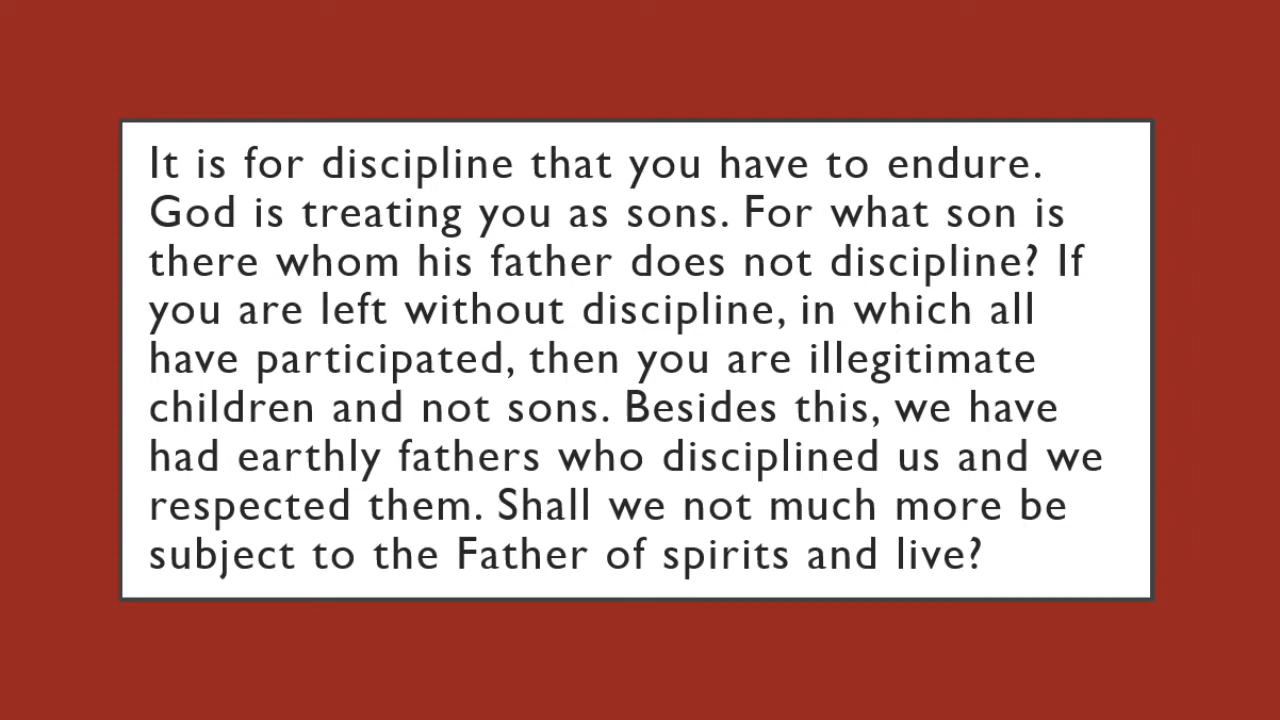 It is for discipline that you have to endure.
God is treating you as sons. For what son is
there whom his father does not discipline? If
you are left without discipline, in which all
have participated, then you are illegitimate
children and not sons. Besides this, we have
had earthly fathers who disciplined us and we
respected them. Shall we not much more be
subject to the Father of spirits and live?